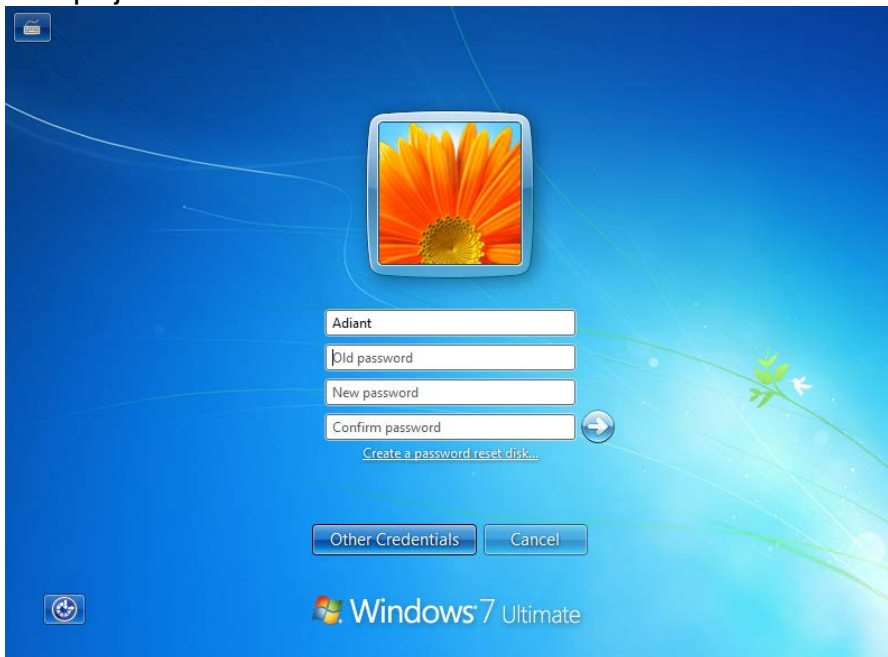 Adiant
Old password
New password
Confirm password
Create a password reset disk...
Other Credentials
Cancel
Windows 7 Ultimate